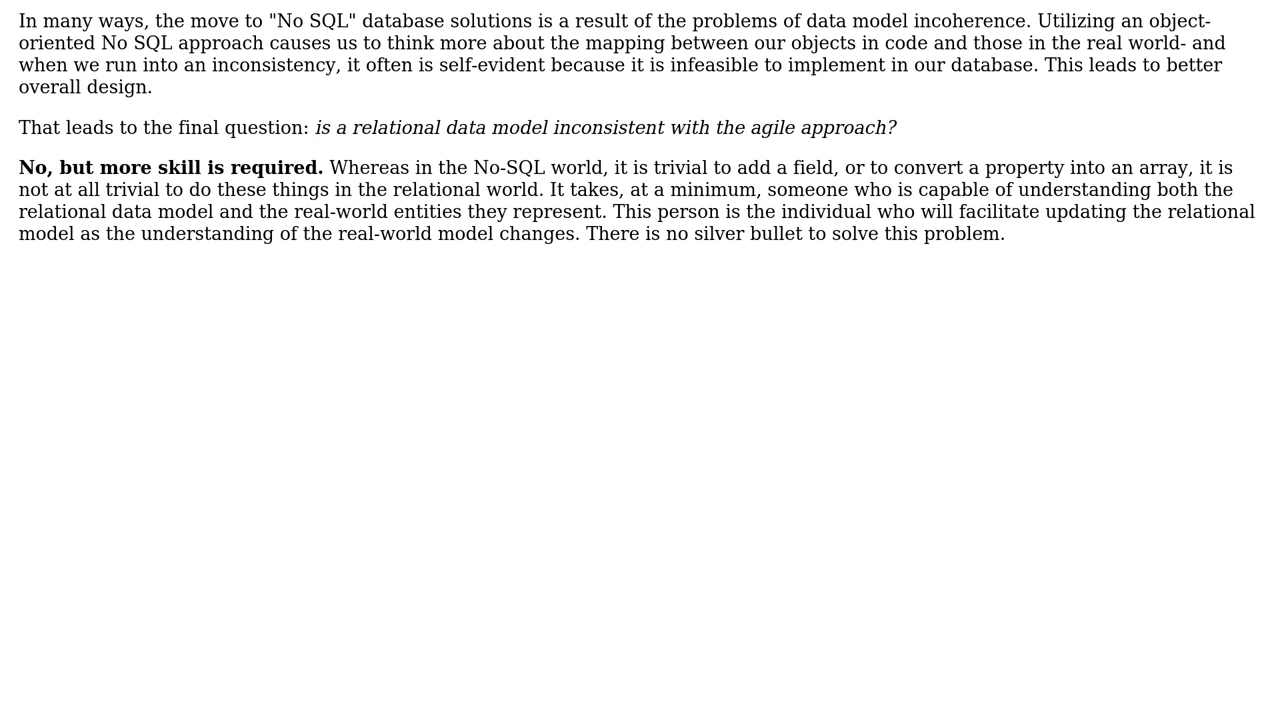 In many ways, the move to "No SQL" database solutions is a result of the problems of data model incoherence. Utilizing an object-
oriented No SQL approach causes us to think more about the mapping between our objects in code and those in the real world- and
when we run into an inconsistency, it often is self-evident because it is infeasible to implement in our database. This leads to better
overall design.
That leads to the final question: is a relational data model inconsistent with the agile approach?
No, but more skill is required. Whereas in the No-SQL world, it is trivial to add a field, or to convert a property into an array, it is
not at all trivial to do these things in the relational world. It takes, at a minimum, someone who is capable of understanding both the
relational data model and the real-world entities they represent. This person is the individual who will facilitate updating the relational
model as the understanding of the real-world model changes. There is no silver bullet to solve this problem.